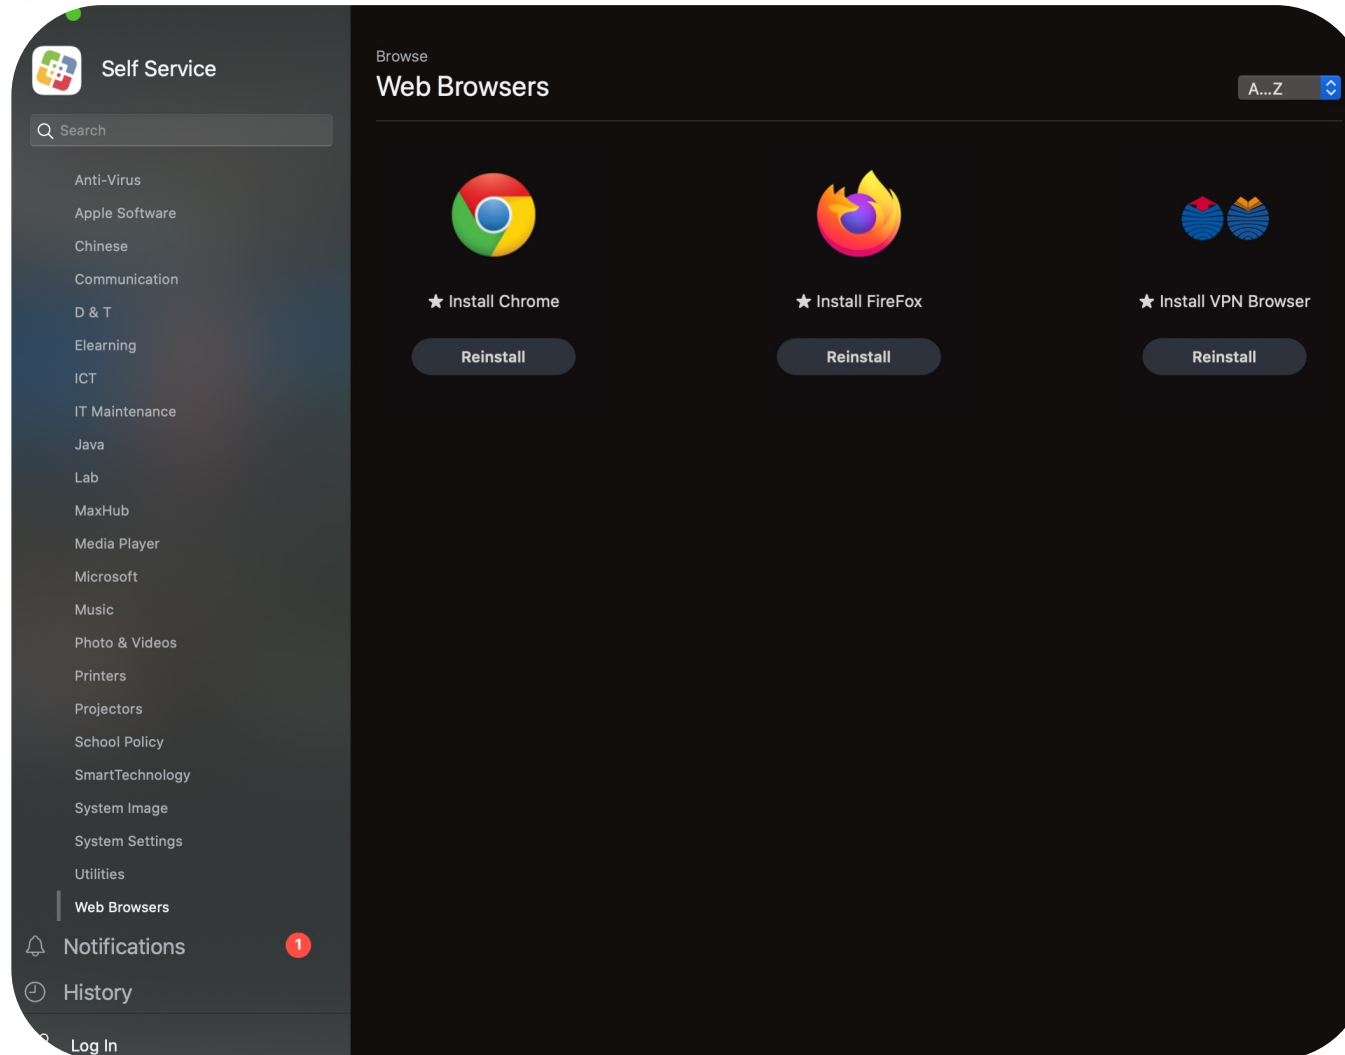 Self Service
Search
Anti-Virus
Apple Software
Chinese
Communication
D & T
Elearning
ICT
IT Maintenance
Java
Lab
MaxHub
Media Player
Microsoft
Music
Photo & Videos
Printers
Projectors
School Policy
SmartTechnology
System Image
System Settings
Utilities
Web Browsers
Notifications 1
History
Log In
Browse
Web Browsers
A...Z
★ Install Chrome
Reinstall
★ Install FireFox
Reinstall
★ Install VPN Browser
Reinstall